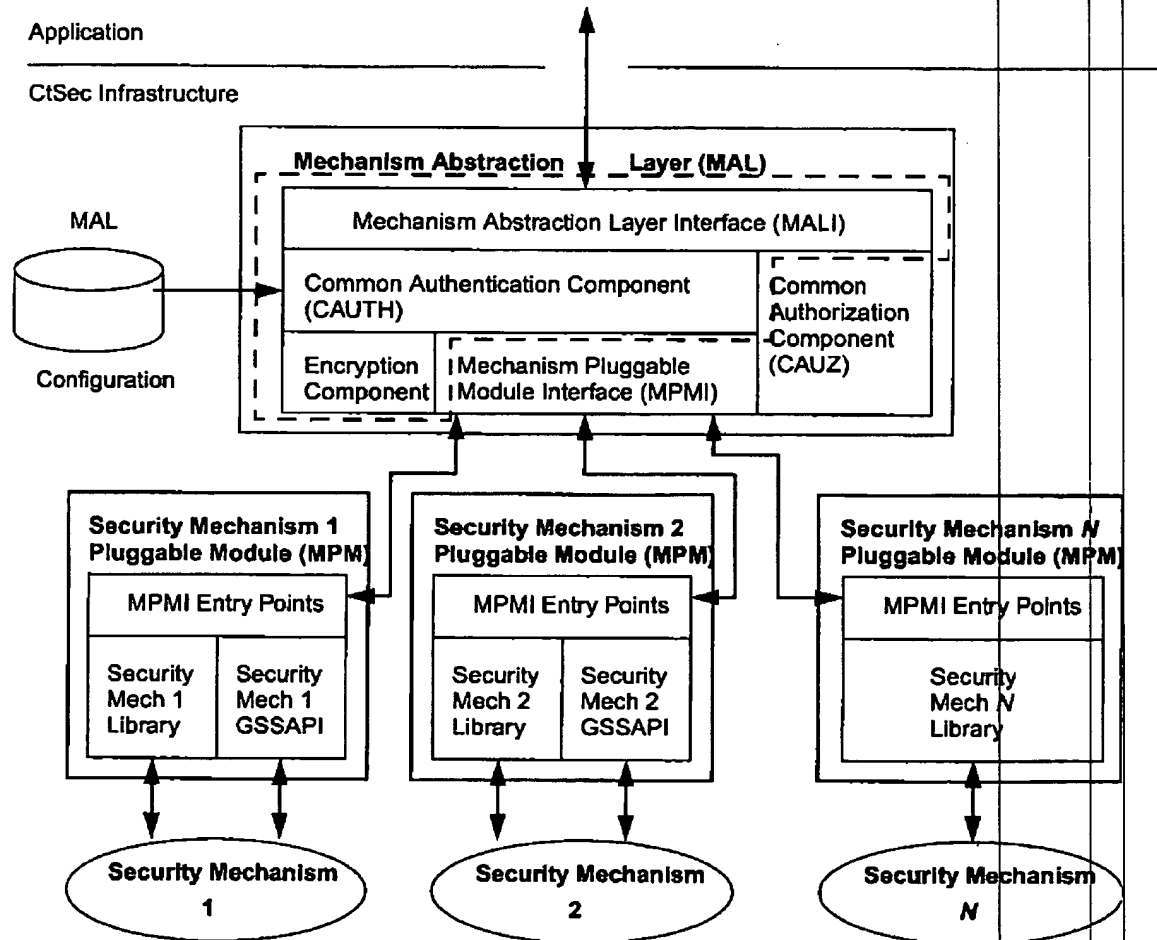 Application
CtSec Infrastructure
Mechanism Abstraction Layer (MAL)
MAL
Configuration
Mechanism Abstraction Layer Interface (MALI)
Common Authentication Component
(CAUTH)
Common
Authorization
Component
(CAUZ)
Encryption
Component
Mechanism Pluggable
Module Interface (MPMI)
Security Mechanism 1
Pluggable Module (MPM)
MPMI Entry Points
Security
Mech 1
Library
Security
Mech 1
GSSAPI
Security Mechanism 2
Pluggable Module (MPM)
MPMI Entry Points
Security
Mech 2
Library
Security
Mech 2
GSSAPI
Security Mechanism N
Pluggable Module (MPM)
MPMI Entry Points
Security
Mech N
Library
Security Mechanism
1
Security Mechanism
2
Security Mechanism
N